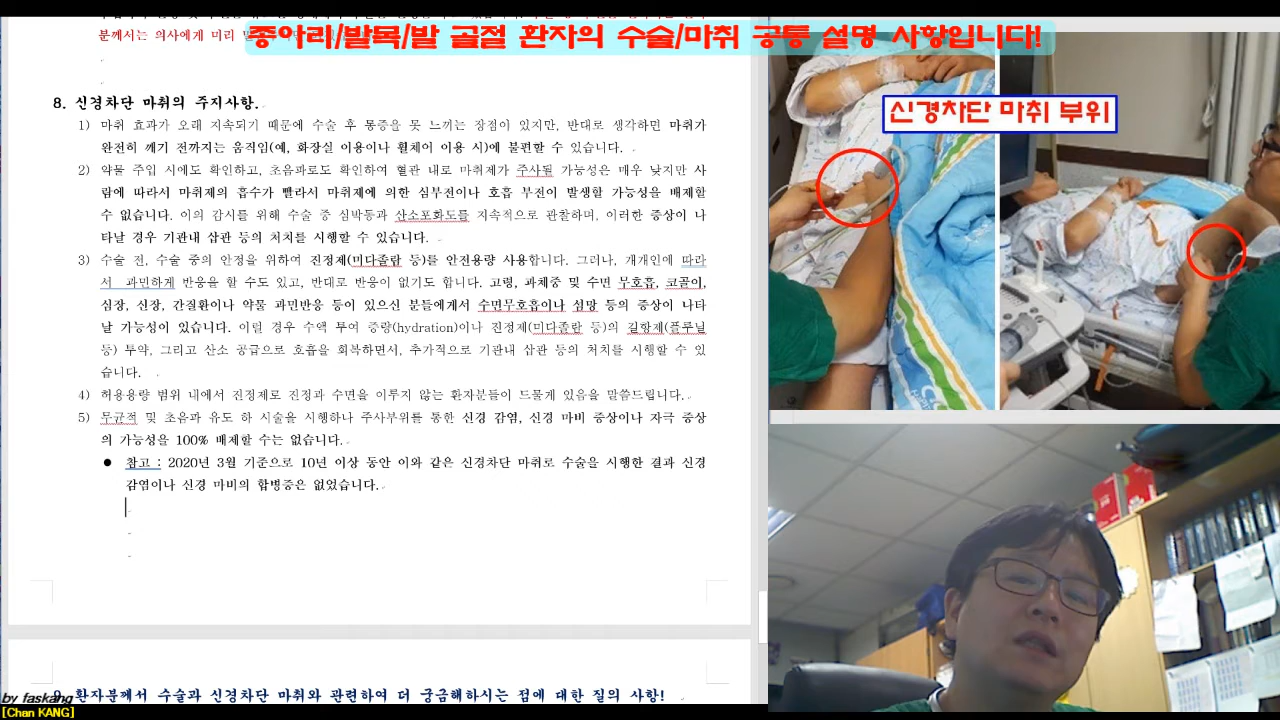 분께서는 의사에게 미리
종아리/발목/발 골절 환자의 수술/마취 공통 설명 사항입니다!
8. 신경차단 마취의 주지사항.
1) 마취 효과가 오래 지속되기 때문에 수술 후 통증은 못 느끼는 장점이 있지만, 반대로 생각하면 마취가
완전히 깨기 전까지는 움직임(예, 화장실 이용이나 휠체어 이용 시)에 불편할 수 있습니다.
2) 약물 주입 시에도 확인하고, 초음파로도 확인하여 혈관 내로 마취제가 주사될 가능성은 매우 낮지만 사
람에 따라서 마취제의 흡수가 빨라서 마취제에 의한 심부전이나 호흡 부전이 발생할 가능성을 배제할
수 없습니다. 이의 감시를 위해 수술 중 심박동과 산소포화도를 지속적으로 관찰하며, 이러한 증상이 나
타날 경우 기관내 삽관 등의 처치를 시행할 수 있습니다.
3) 수술 전, 수술 중의 안정을 위하여 진정제(미다졸람 등)를 안전용량 사용합니다. 그러나, 개개인에 따라
서 과민하게 반응을 할 수도 있고, 반대로 반응이 없기도 합니다. 고령, 과체중 및 수면 무호흡, 코골이,
심장, 신장, 간질환이나 약물 과민반응 등이 있으신 분들에게서 수면무호흡이나 섬망 등의 증상이 나타
날 가능성이 있습니다. 이럴 경우 수액 투여 증량(hydration)이나 진정제(미다졸람 등)의 길항제(플루닐
등) 투약, 그리고 산소 공급으로 호흡을 회복하면서, 추가적으로 기관내 삽관 등의 처치를 시행할 수 있
습니다.
4) 허용용량 범위 내에서 진정제로 진정과 수면을 이루지 않는 환자분들이 드물게 있음을 말씀드립니다.
5) 무균적 및 초음파 유도 하 시술을 시행하나 주사부위를 통한 신경 감염, 신경 마비 증상이나 자극 증상
의 가능성을 100% 배제할 수는 없습니다.
● 참고 : 2020년 3월 기준으로 10년 이상 동안 이와 같은 신경차단 마취로 수술을 시행한 결과 신경
감염이나 신경 마비의 합병증은 없었습니다.
9. 환자분께서 수술과 신경차단 마취와 관련하여 더 궁금해하시는 점에 대한 질의 사항!
by faskang
[Chan KANG]
신경차단 마취 부위